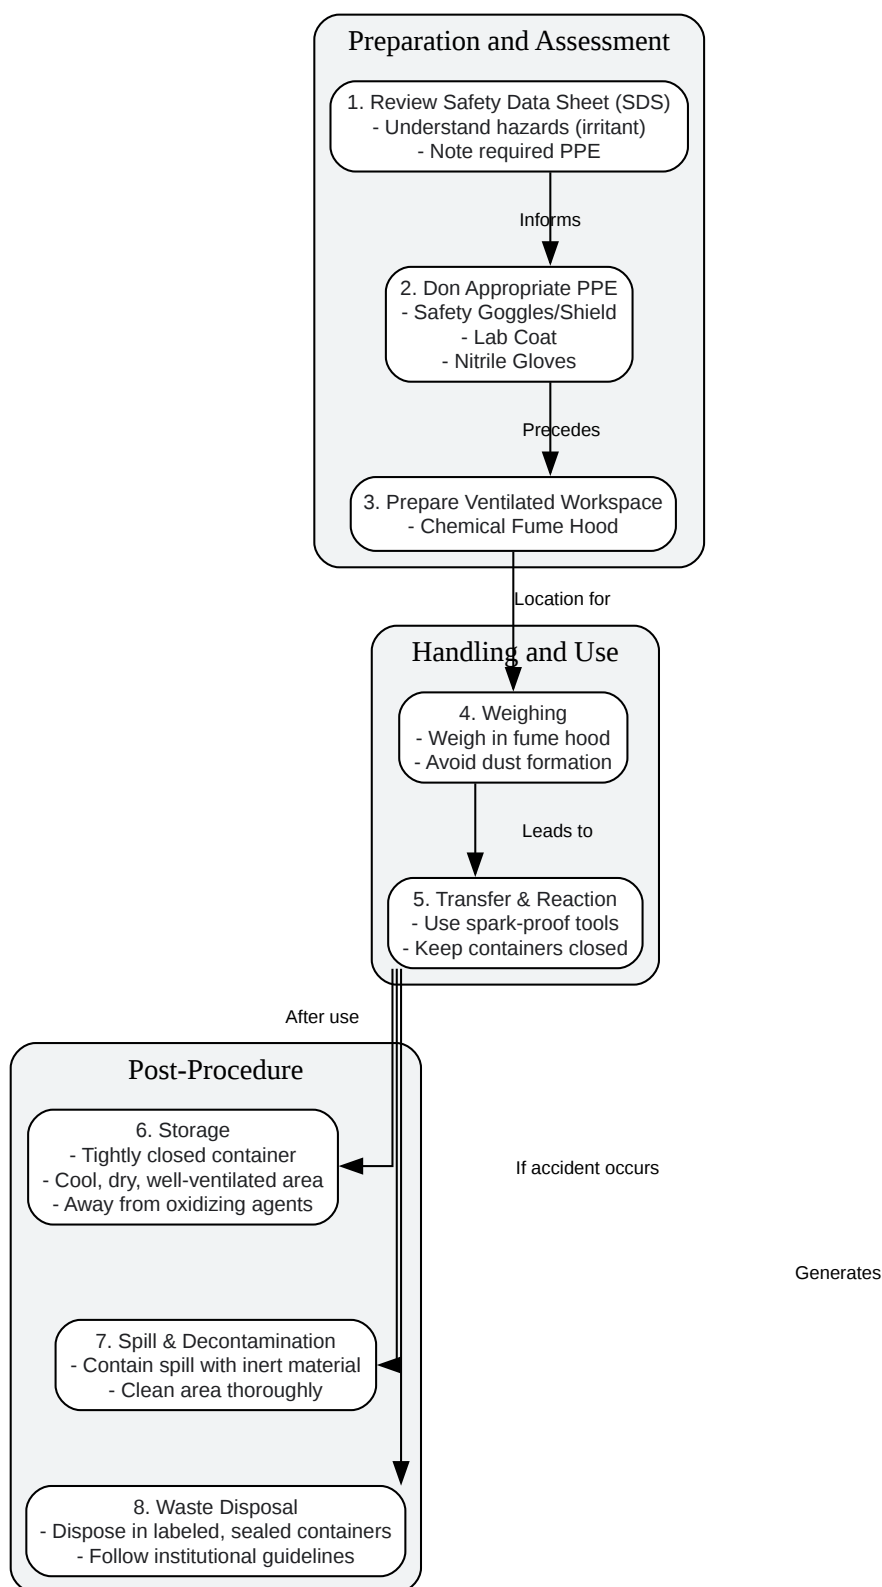 Preparation and Assessment
1. Review Safety Data Sheet (SDS)
- Understand hazards (irritant)
- Note required PPE
Informs
2. Don Appropriate PPE
- Safety Goggles/Shield
- Lab Coat
- Nitrile Gloves
Precedes
3. Prepare Ventilated Workspace
- Chemical Fume Hood
Location for
Handling and Use
4. Weighing
- Weigh in fume hood
- Avoid dust formation
Leads to
5. Transfer & Reaction
- Use spark-proof tools
- Keep containers closed
After use
Post-Procedure
6. Storage
- Tightly closed container
- Cool, dry, well-ventilated area
- Away from oxidizing agents
If accident occurs
Generates
7. Spill & Decontamination
- Contain spill with inert material
- Clean area thoroughly
8. Waste Disposal
- Dispose in labeled, sealed containers
- Follow institutional guidelines